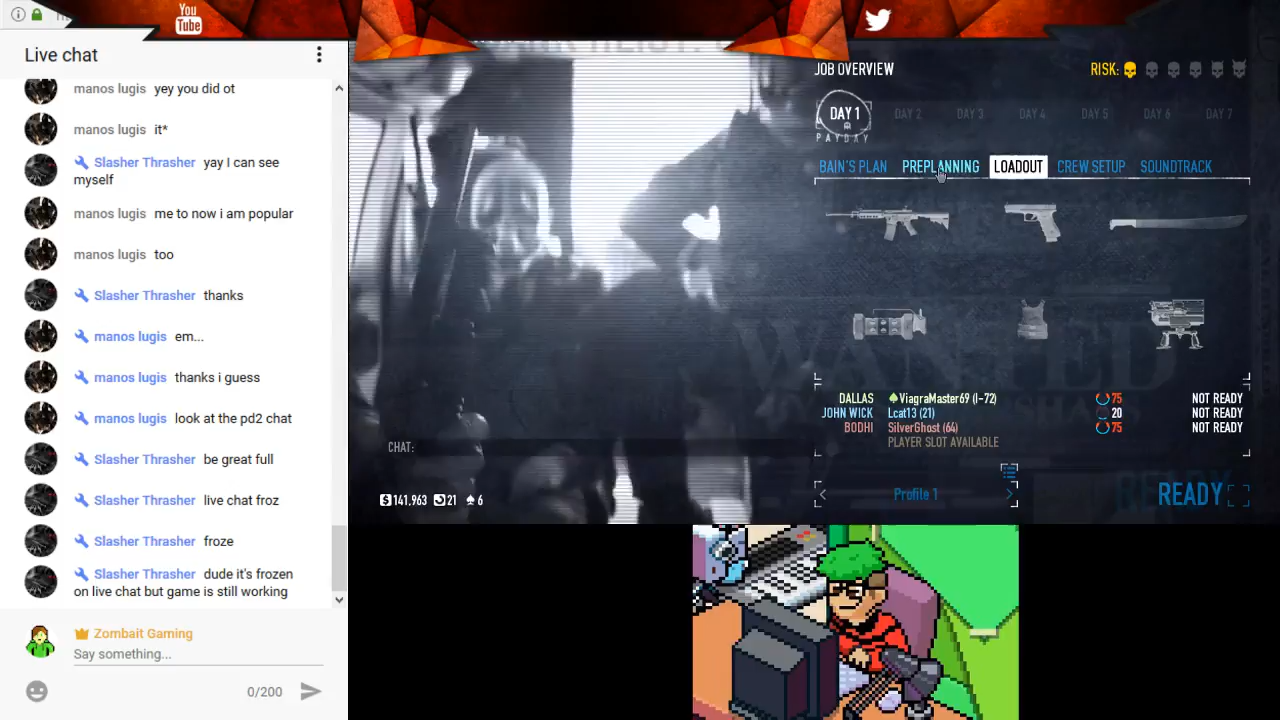 You
Tube
Live chat
manos lugis yey you did ot
manos lugis it*
Slasher Thrasher yay I can see
myself
manos lugis me to now i am popular
manos lugis too
Slasher Thrasher thanks
manos lugis em...
manos lugis thanks i guess
manos lugis look at the pd2 chat
Slasher Thrasher be great full
Slasher Thrasher live chat froz
Slasher Thrasher froze
Slasher Thrasher dude it's frozen
on live chat but game is still working
Zombait Gaming
Say something...
0/200
JOB OVERVIEW
RISK:
DAY 1 DAY 2 DAY 3 DAY 4 DAY 5 DAY 6 DAY 7
PAYDAY
BAIN'S PLAN PREPLANNING LOADOUT CREW SETUP SOUNDTRACK
WANTED
DALLAS ViagraMaster69 (I-72) 75 NOT READY
JOHN WICK Lcat13 (21) 20 NOT READY
BODHI SilverGhost (64) 75 NOT READY
PLAYER SLOT AVAILABLE
CHAT:
$141,963 21 6
Profile 1
READY